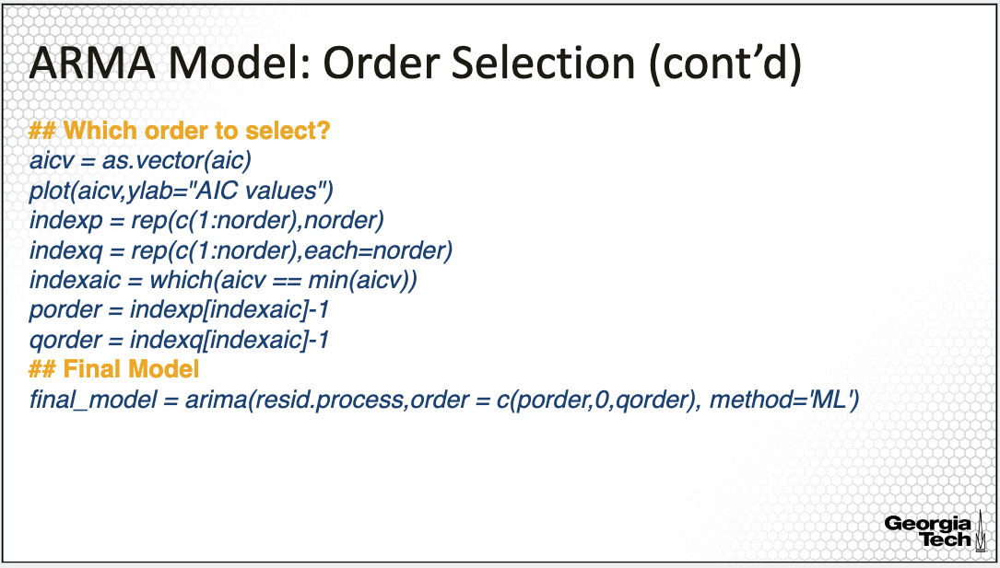 ARMA Model: Order Selection (cont’d)
## Which order to select?
aicv = as.vector(aic)
plot(aicv,ylab="AIC values")
indexp = rep(c(1:norder),norder)
indexq = rep(c(1:norder),each=norder)
indexaic = which(aicv == min(aicv))
porder = indexp[indexaic]-1
qorder = indexq[indexaic]-1
## Final Model
final_model = arima(resid.process,order = c(porder,0,qorder), method='ML')
Georgia
Tech